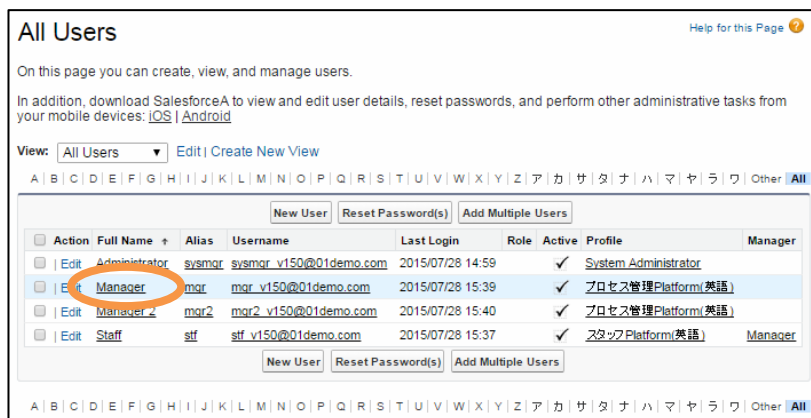 All Users
Help for this Page
On this page you can create, view, and manage users.
In addition, download SalesforceA to view and edit user details, reset passwords, and perform other administrative tasks from
your mobile devices: iOS | Android
View: All Users Edit | Create New View
A | B | C | D | E | F | G | H | I | J | K | L | M | N | O | P | Q | R | S | T | U | V | W | X | Y | Z | ア | カ | サ | タ | ナ | ハ | マ | ヤ | ラ | ワ | Other All
New User Reset Password(s) Add Multiple Users
Action Full Name ↑ Alias Username Last Login Role Active Profile Manager
| Edit Administrator sysmgr sysmgr_v150@01demo.com 2015/07/28 14:59 ✓ System Administrator
| Edit Manager mgr mgr_v150@01demo.com 2015/07/28 15:39 ✓ プロセス管理Platform(英語)
| Edit Manager 2 mgr2 mgr2_v150@01demo.com 2015/07/28 15:40 ✓ プロセス管理Platform(英語)
| Edit Staff stf stf_v150@01demo.com 2015/07/28 15:37 ✓ スタッフPlatform(英語) Manager
New User Reset Password(s) Add Multiple Users
A | B | C | D | E | F | G | H | I | J | K | L | M | N | O | P | Q | R | S | T | U | V | W | X | Y | Z | ア | カ | サ | タ | ナ | ハ | マ | ヤ | ラ | ワ | Other All